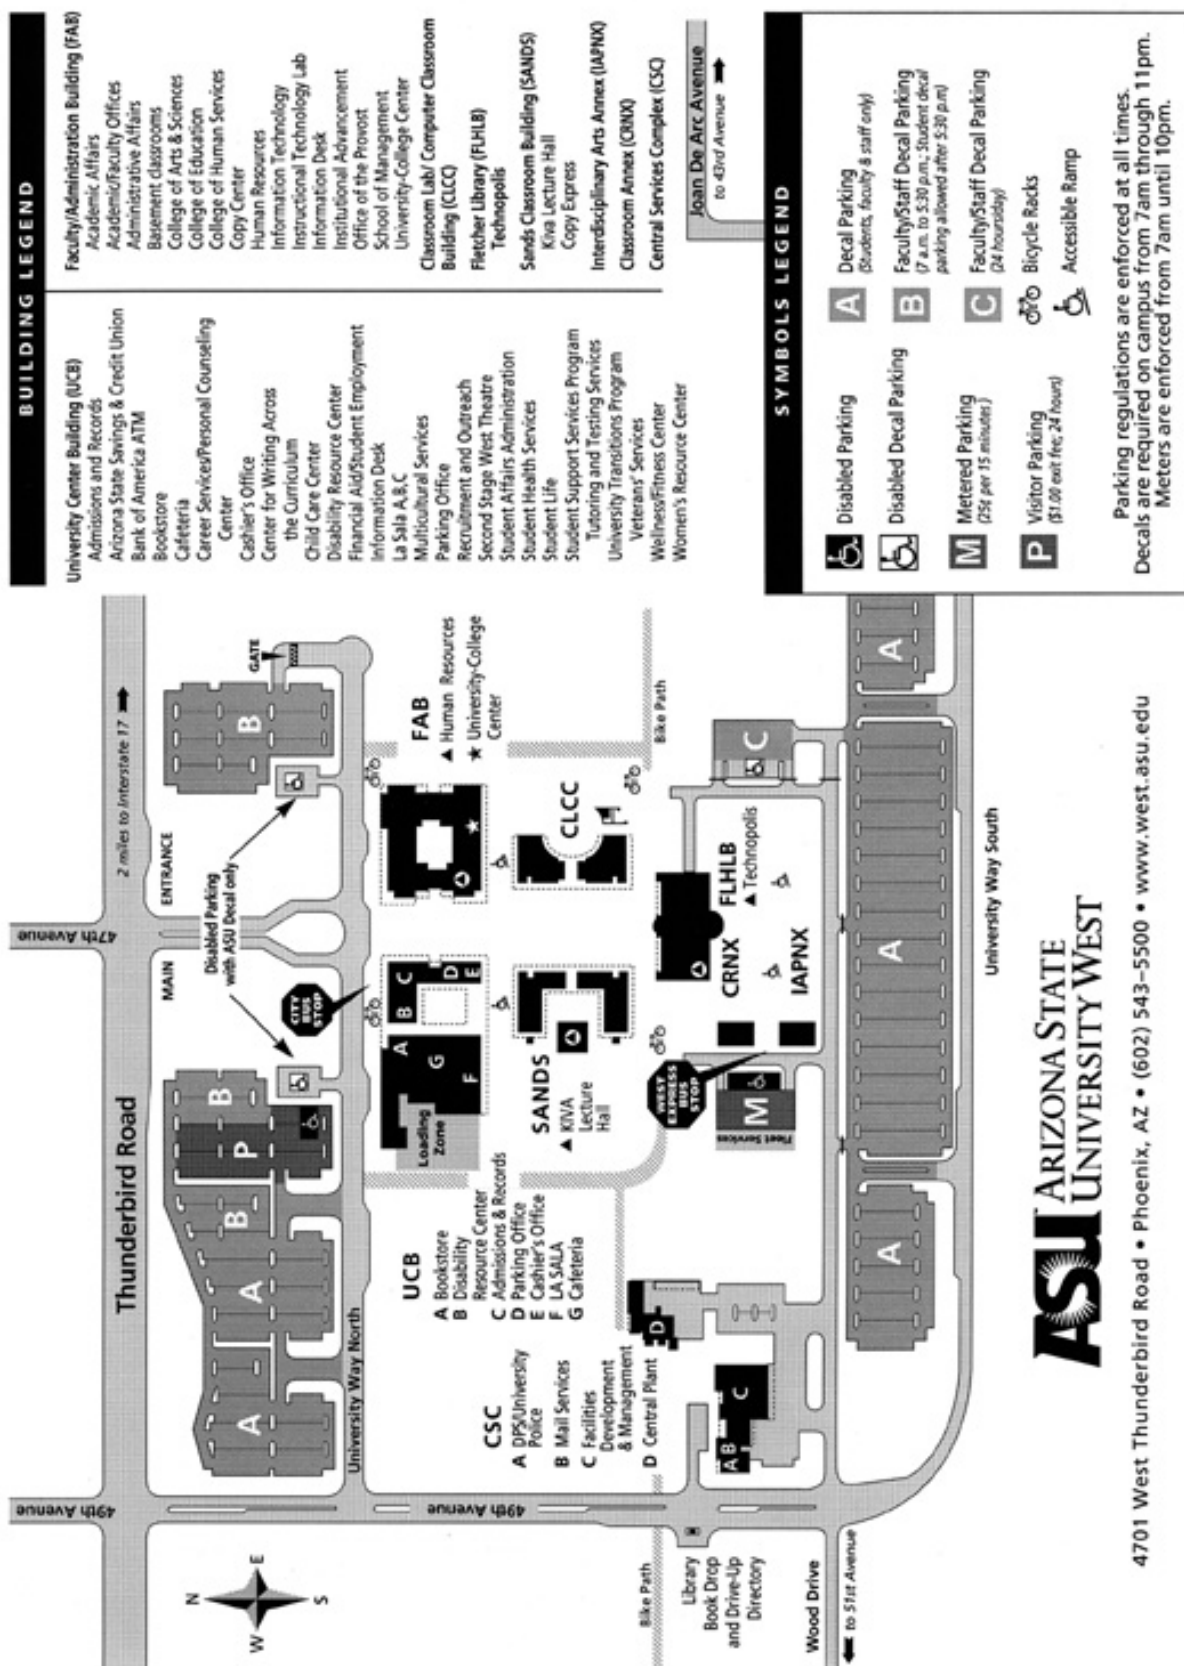 BUILDING LEGEND
University Center Building (UCB)
Admissions and Records
Arizona State Savings & Credit Union
Bank of America ATM
Bookstore
Cafeteria
Career Services/Personal Counseling
Center
Cashier's Office
Center for Writing Across
the Curriculum
Child Care Center
Disability Resource Center
Financial Aid/Student Employment
Information Desk
La Sala A,B,C
Multicultural Services
Parking Office
Recruitment and Outreach
Second Stage West Theatre
Student Affairs Administration
Student Health Services
Student Life
Student Support Services Program
Tutoring and Testing Services
University Transitions Program
Veterans' Services
Wellness/Fitness Center
Women's Resource Center
Faculty/Administration Building (FAB)
Academic Affairs
Academic/Faculty Offices
Administrative Affairs
Basement classrooms
College of Arts & Sciences
College of Education
College of Human Services
Copy Center
Human Resources
Information Technology
Instructional Technology Lab
Information Desk
Institutional Advancement
Office of the Provost
School of Management
University-College Center
Classroom Lab/ Computer Classroom
Building (CLCC)
Fletcher Library (FLHLB)
Technopolis
Sands Classroom Building (SANDS)
Kiva Lecture Hall
Copy Express
Interdisciplinary Arts Annex (IAPNX)
Classroom Annex (CRNX)
Central Services Complex (CSC)
Joan De Arc Avenue
to 43rd Avenue
SYMBOLS LEGEND
Disabled Parking
Disabled Decal Parking
M Metered Parking
(25¢ per 15 minutes)
P Visitor Parking
($1.00 exit fee; 24 hours)
A Decal Parking
(Students, faculty & staff only)
B Faculty/Staff Decal Parking
(7 a.m. to 5:30 p.m.; Student decal
parking allowed after 5:30 p.m)
C Faculty/Staff Decal Parking
(24 hours/day)
Bicycle Racks
Accessible Ramp
Parking regulations are enforced at all times.
Decals are required on campus from 7am through 11pm.
Meters are enforced from 7am until 10pm.
49th Avenue
47th Avenue
Thunderbird Road
2 miles to Interstate 17
MAIN
ENTRANCE
Disabled Parking
with ASU Decal only
GATE
A
A
B
P
B
B
University Way North
CITY
BUS
STOP
N
W
E
S
49th Avenue
UCB
A Bookstore
B Disability
Resource Center
C Admissions & Records
D Parking Office
E Cashier's Office
F LA SALA
G Cafeteria
Loading
Zone
A
B
C
D
E
F
G
FAB
▲ Human Resources
★ University-College
Center
CSC
A DPS/University
Police
B Mail Services
C Facilities
Development
& Management
D Central Plant
SANDS
▲ KIVA
Lecture
Hall
CLCC
Bike Path
Bike Path
D
A B
C
WEST
EXPRESS
BUS
STOP
M
Fleet Services
CRNX
IAPNX
FLHLB
▲ Technopolis
C
Library
Book Drop
and Drive-Up
Directory
Wood Drive
to 51st Avenue
A
A
A
University Way South
ASU ARIZONA STATE
UNIVERSITY WEST
4701 West Thunderbird Road • Phoenix, AZ • (602) 543–5500 • www.west.asu.edu